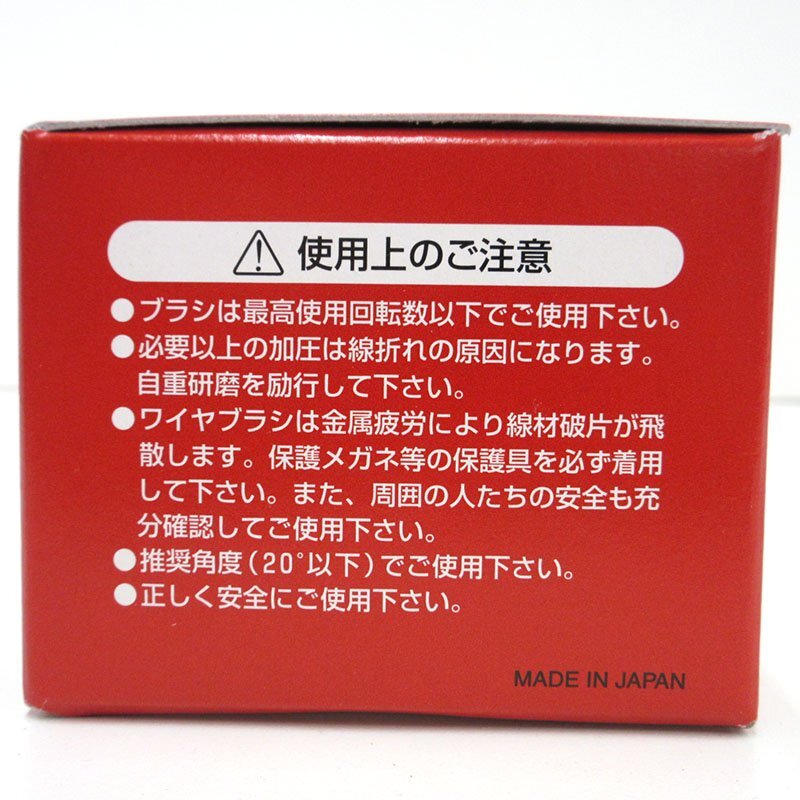 使用上のご注意
●ブラシは最高使用回転数以下でご使用下さい。
●必要以上の加圧は線折れの原因になります。
自重研磨を励行して下さい。
●ワイヤブラシは金属疲労により線材破片が飛
散します。保護メガネ等の保護具を必ず着用
して下さい。また、周囲の人たちの安全も充
分確認してご使用下さい。
●推奨角度(20°以下)でご使用下さい。
●正しく安全にご使用下さい。
MADE IN JAPAN